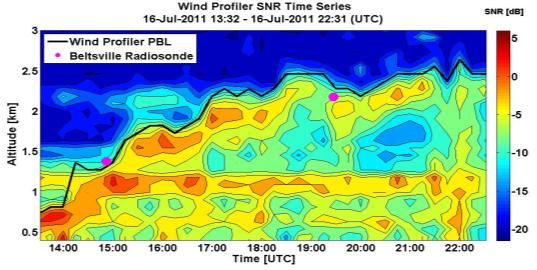 Wind Profiler SNR Time Series
16-Jul-2011 13:32 - 16-Jul-2011 22:31 (UTC)
SNR [dB]
Wind Profiler PBL
Beltsville Radiosonde
Altitude [km]
3
2.5
2
1.5
1
0.5
14:00 15:00 16:00 17:00 18:00 19:00 20:00 21:00 22:00
Time [UTC]
5
0
-5
-10
-15
-20